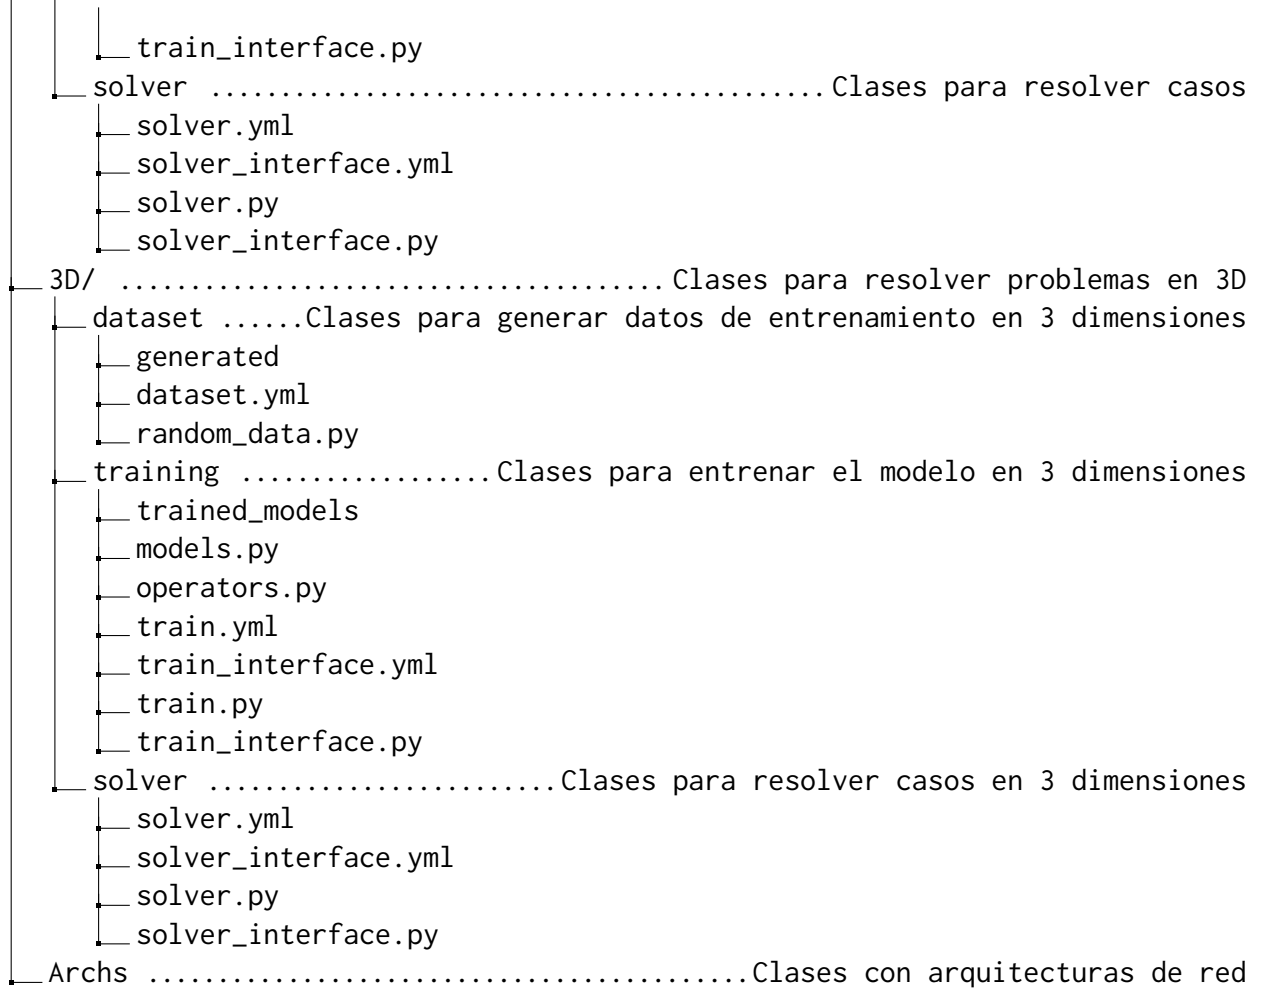 train_interface.py
solver ............................................ Clases para resolver casos
solver.yml
solver_interface.yml
solver.py
solver_interface.py
3D/ ....................................... Clases para resolver problemas en 3D
dataset ......Clases para generar datos de entrenamiento en 3 dimensiones
generated
dataset.yml
random_data.py
training .................. Clases para entrenar el modelo en 3 dimensiones
trained_models
models.py
operators.py
train.yml
train_interface.yml
train.py
train_interface.py
solver .........................Clases para resolver casos en 3 dimensiones
solver.yml
solver_interface.yml
solver.py
solver_interface.py
Archs ...........................................Clases con arquitecturas de red